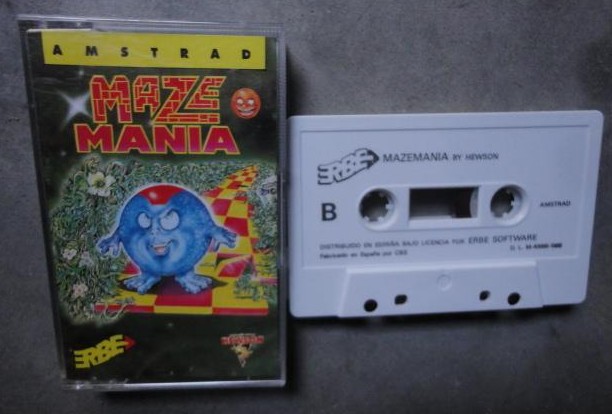 AMSTRAD
MAZE
MANIA
ERBE
HEWSON
ERBE MAZEMANIA BY HEWSON
B
AMSTRAD
DISTRIBUIDO EN ESPAÑA BAJO LICENCIA POR ERBE SOFTWARE
D. L.
Fabricado en España por CBS